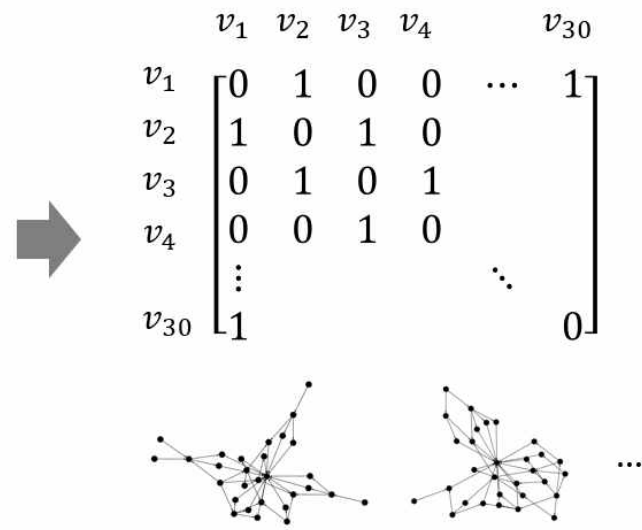 v₁ v₂ v₃ v₄ v₃₀
v₁ 0 1 0 0 ⋯ 1
v₂ 1 0 1 0
v₃ 0 1 0 1
v₄ 0 0 1 0
⋮ ⋱
v₃₀ 1 0
...